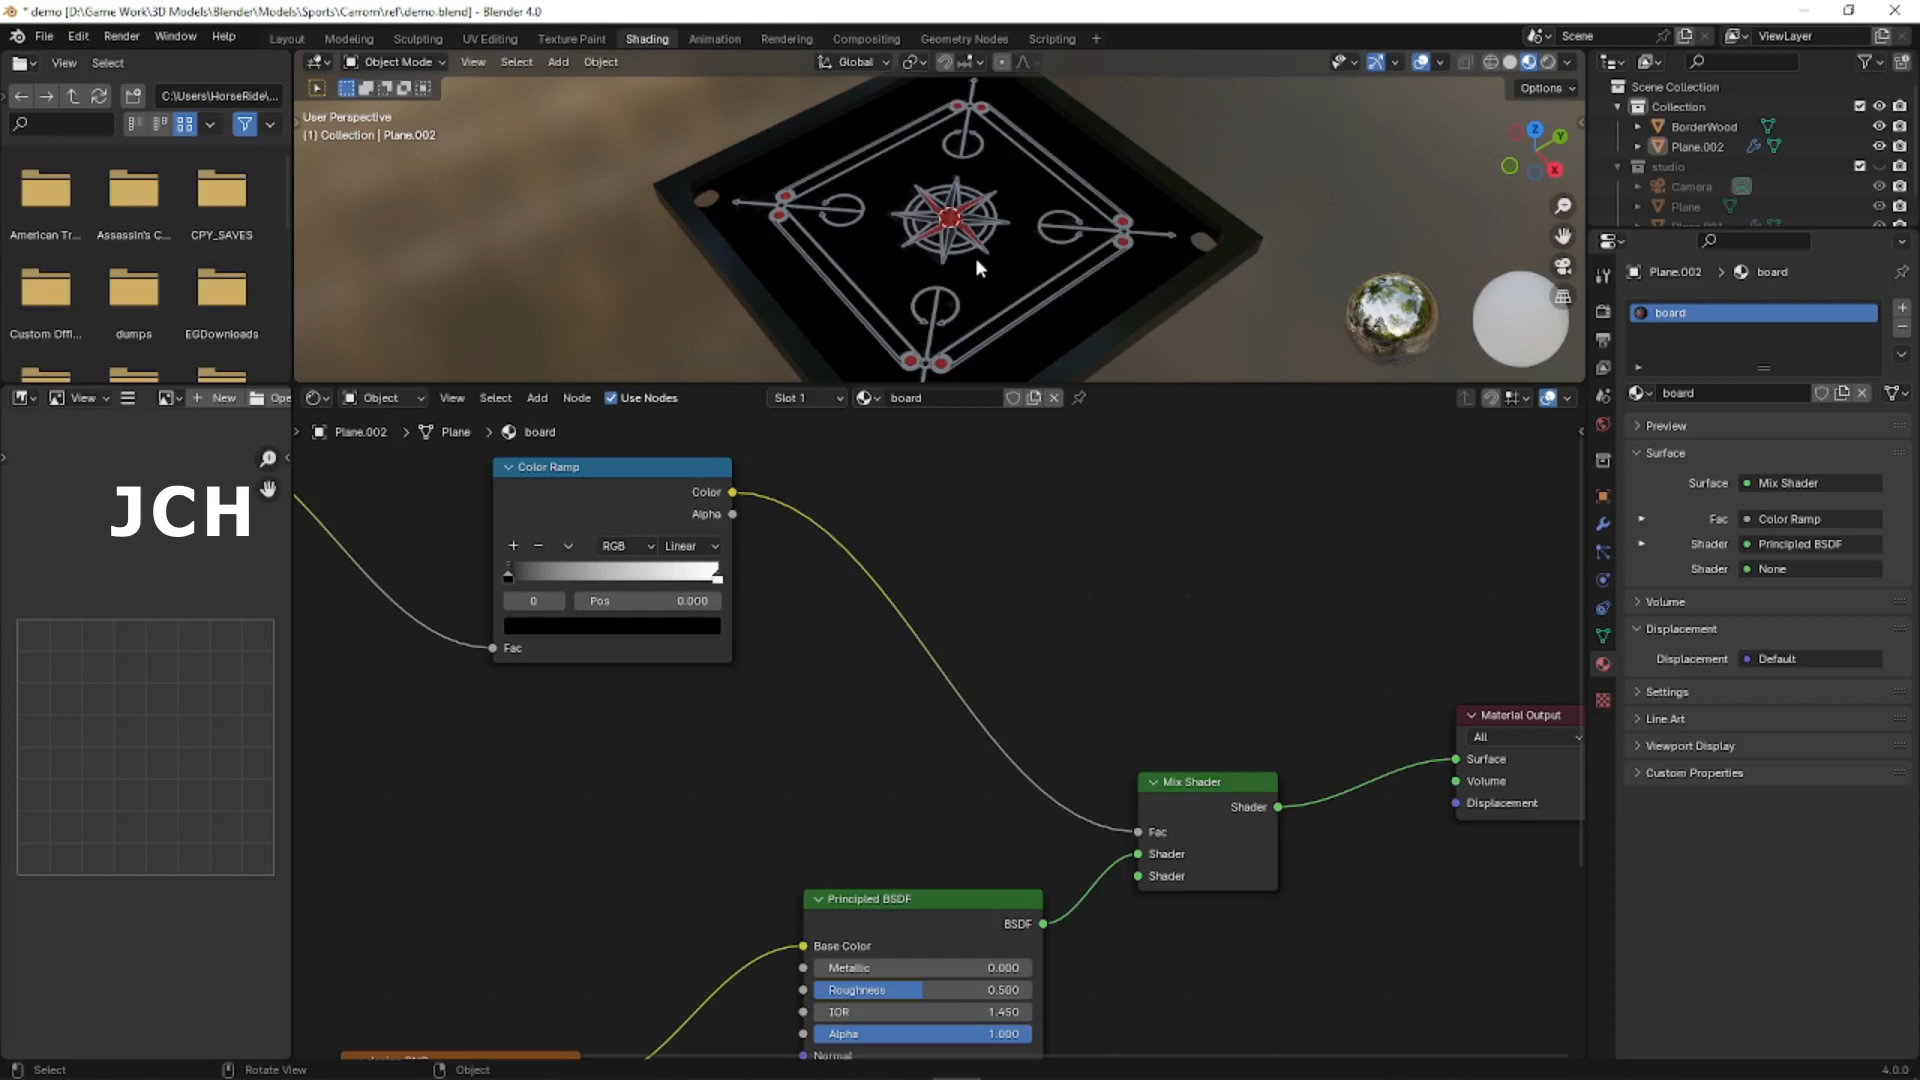 * demo [D:\Game Work\3D Models\Blender\Models\Sports\Carrom\ref\demo.blend] - Blender 4.0
File Edit Render Window Help
Layout Modeling Sculpting UV Editing Texture Paint Shading Animation Rendering Compositing Geometry Nodes Scripting +
Scene
ViewLayer
View Select
Object Mode View Select Add Object
Global
C:\Users\HorseRide\...
Options
User Perspective
(1) Collection | Plane.002
American Tr...
Assassin's C...
CPY_SAVES
Custom Offi...
dumps
EGDownloads
Z
Y
X
Scene Collection
Collection
BorderWood
Plane.002
studio
Camera
Plane
Plane.002 > board
board
board
Preview
Surface
Surface Mix Shader
Fac Color Ramp
Shader Principled BSDF
Shader None
Volume
Displacement
Displacement Default
Settings
Line Art
Viewport Display
Custom Properties
View
+ New
Ope
Object View Select Add Node Use Nodes
Slot 1
board
Plane.002 > Plane > board
JCH
Color Ramp
Color
Alpha
RGB
Linear
0
Pos 0.000
Fac
Mix Shader
Shader
Fac
Shader
Shader
Material Output
All
Surface
Volume
Displacement
Principled BSDF
BSDF
Base Color
Metallic 0.000
Roughness 0.500
IOR 1.450
Alpha 1.000
Normal
Select
Rotate View
Object
4.0.0